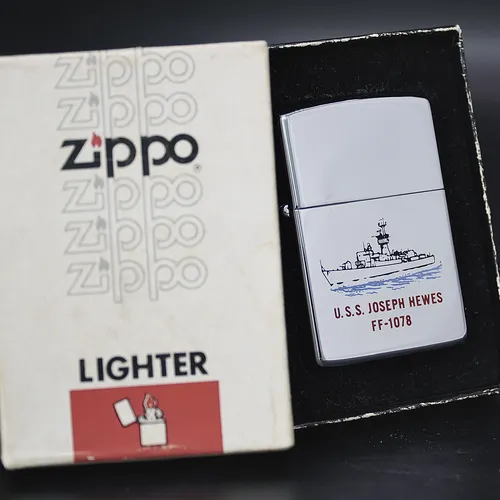 zippo
zippo
zippo®
zippo
zippo
zippo
LIGHTER
U.S.S. JOSEPH HEWES
FF-1078